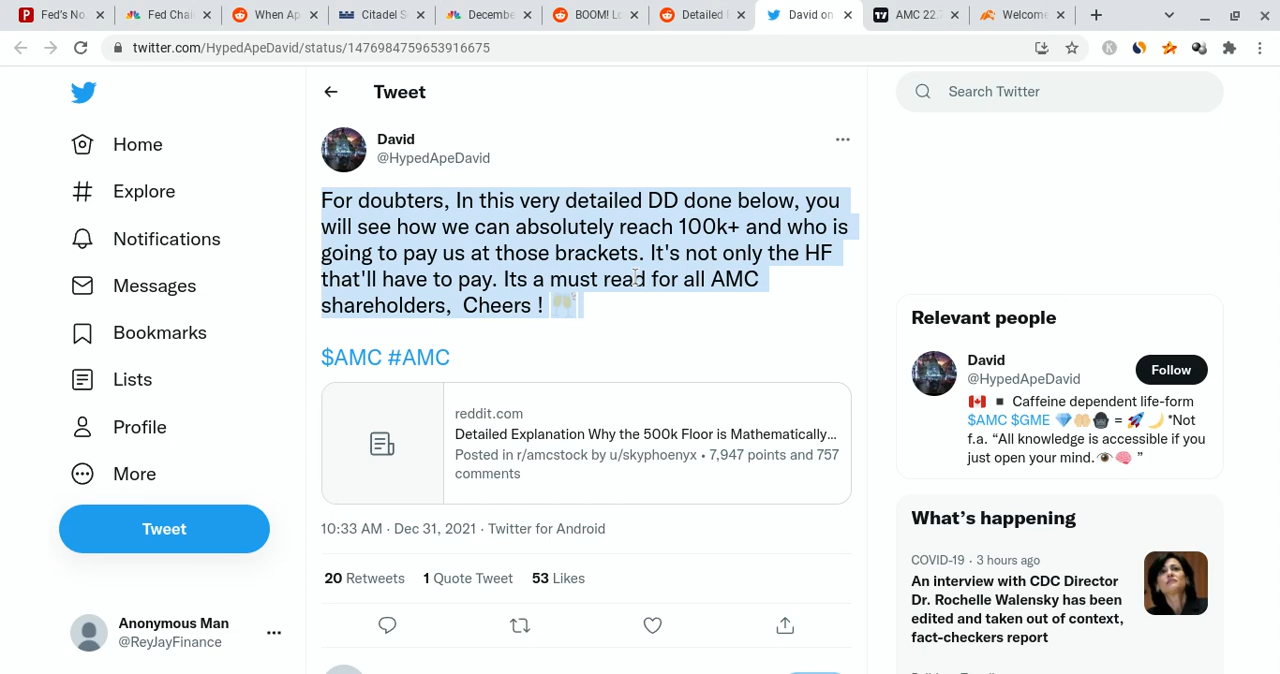 Fed's No
Fed Chai
When Ap
Citadel S
Decembe
BOOM! Lo
Detailed
David on
AMC 22.
Welcome
twitter.com/HypedApeDavid/status/1476984759653916675
Tweet
Search Twitter
Home
Explore
Notifications
Messages
Bookmarks
Lists
Profile
More
Tweet
Anonymous Man
@ReyJayFinance
David
@HypedApeDavid
For doubters, In this very detailed DD done below, you
will see how we can absolutely reach 100k+ and who is
going to pay us at those brackets. It's not only the HF
that'll have to pay. Its a must read for all AMC
shareholders,  Cheers ! 🥂
$AMC #AMC
reddit.com
Detailed Explanation Why the 500k Floor is Mathematically...
Posted in r/amcstock by u/skyphoenyx • 7,947 points and 757
comments
10:33 AM · Dec 31, 2021 · Twitter for Android
20 Retweets 1 Quote Tweet 53 Likes
Relevant people
David
@HypedApeDavid
Follow
🇨🇦 ▪️ Caffeine dependent life-form
$AMC $GME 💎🤲🏼🦍 = 🚀 🌙 *Not
f.a. “All knowledge is accessible if you
just open your mind.👁️🧠 ”
What's happening
COVID-19 · 3 hours ago
An interview with CDC Director
Dr. Rochelle Walensky has been
edited and taken out of context,
fact-checkers report